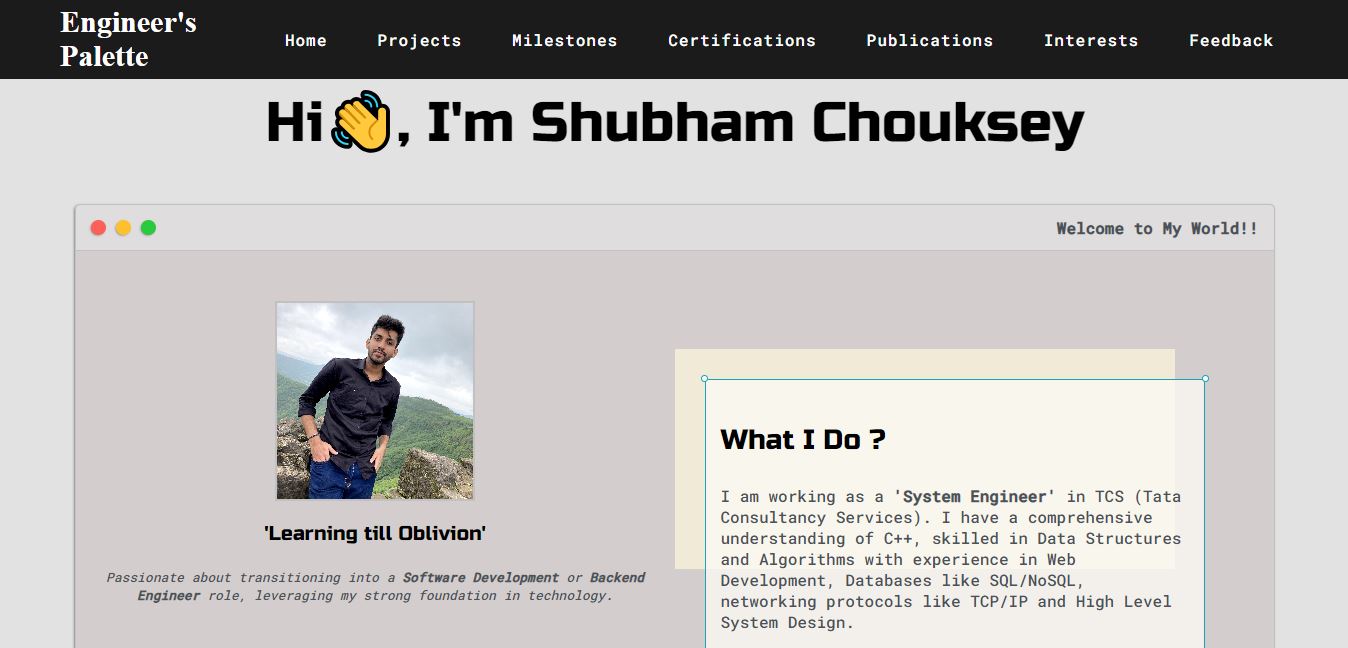 Engineer's
Palette
Home Projects Milestones Certifications Publications Interests Feedback
Hi👋, I'm Shubham Chouksey
Welcome to My World!!
'Learning till Oblivion'
Passionate about transitioning into a Software Development or Backend
Engineer role, leveraging my strong foundation in technology.
What I Do ?
I am working as a 'System Engineer' in TCS (Tata
Consultancy Services). I have a comprehensive
understanding of C++, skilled in Data Structures
and Algorithms with experience in Web
Development, Databases like SQL/NoSQL,
networking protocols like TCP/IP and High Level
System Design.